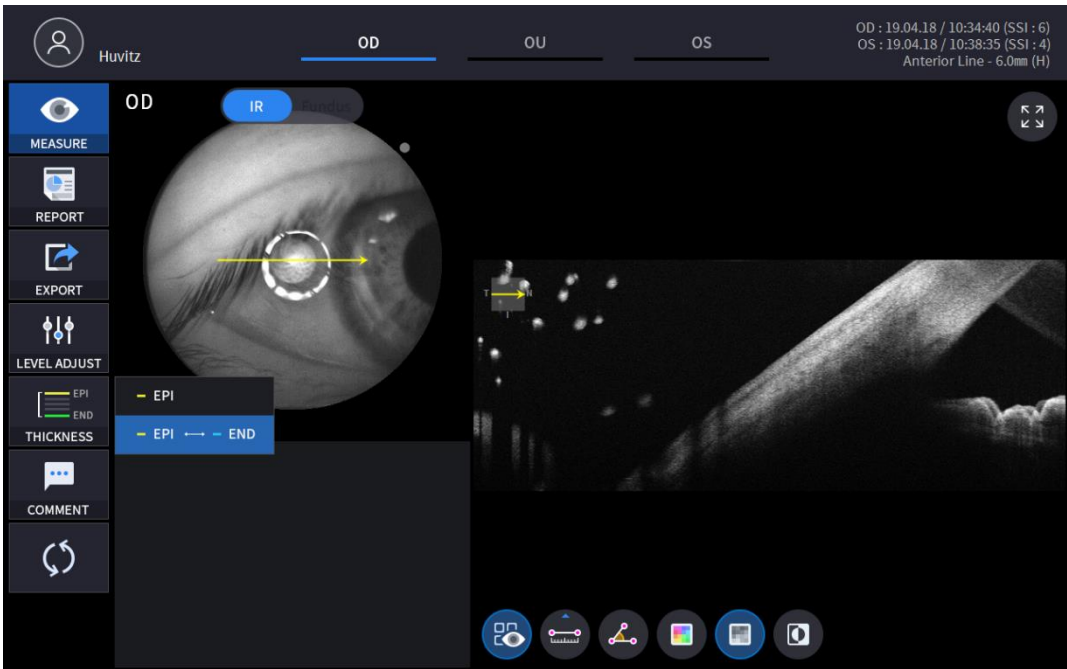 Huvitz
OD
OU
OS
OD : 19.04.18 / 10:34:40 (SSI : 6)
OS : 19.04.18 / 10:38:35 (SSI : 4)
Anterior Line - 6.0mm (H)
MEASURE
REPORT
EXPORT
LEVEL ADJUST
EPI
END
THICKNESS
COMMENT
OD
IR
Fundus
EPI
EPI ⟷ END
T N
I